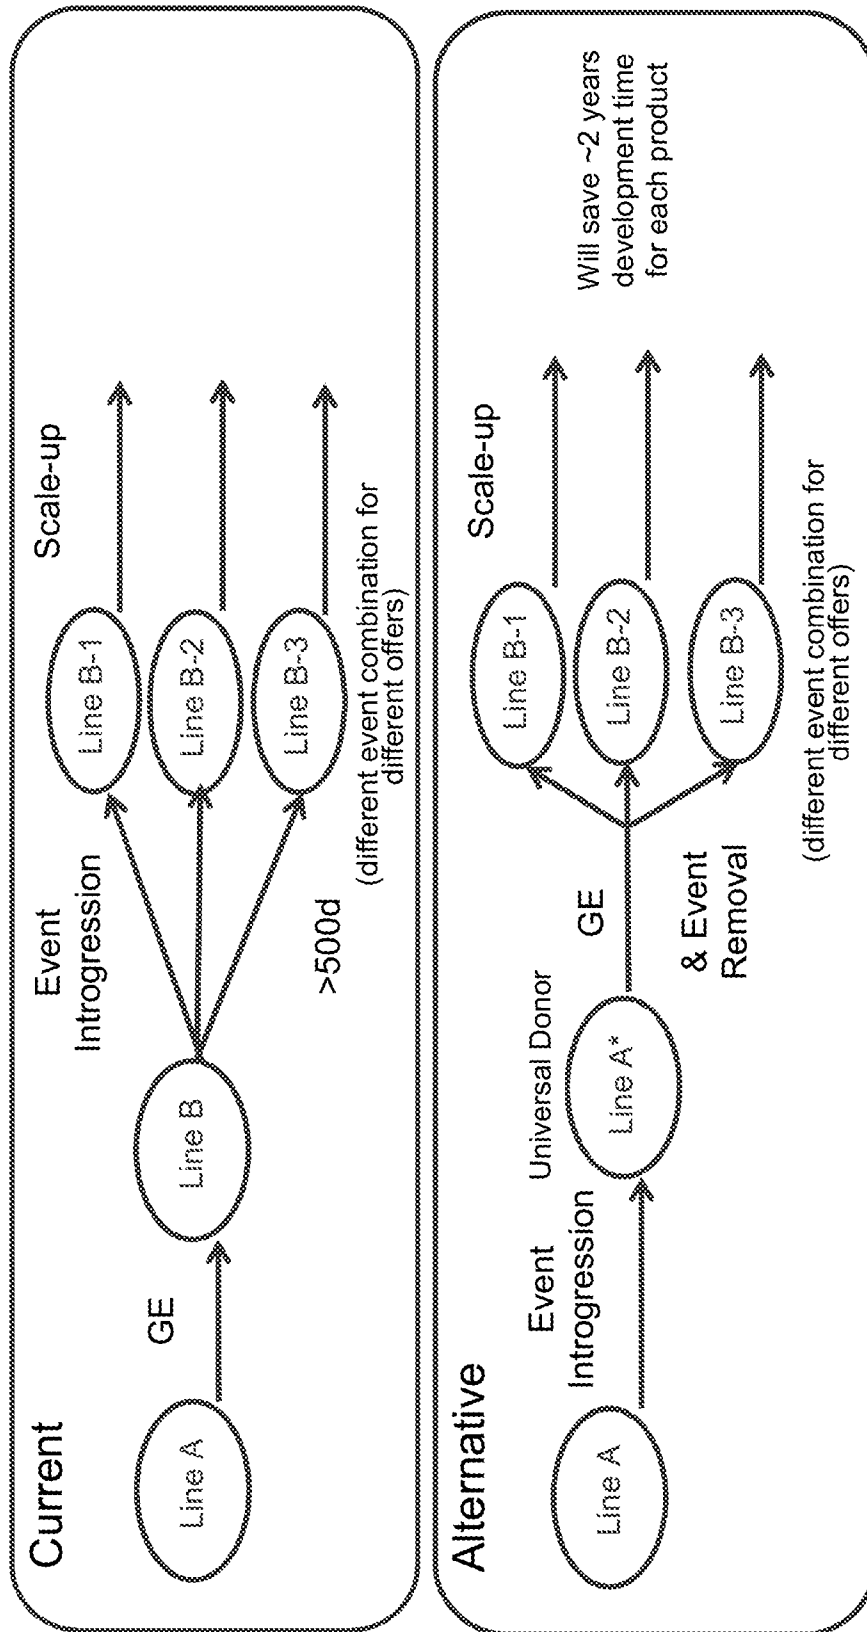 Current
Line A
GE
Line B
Event
Introgression
>500d
Line B-1
Line B-2
Line B-3
(different event combination for
different offers)
Scale-up
Alternative
Line A
Event
Introgression
Universal Donor
Line A*
GE
& Event
Removal
Line B-1
Line B-2
Line B-3
(different event combination for
different offers)
Scale-up
Will save ~2 years
development time
for each product